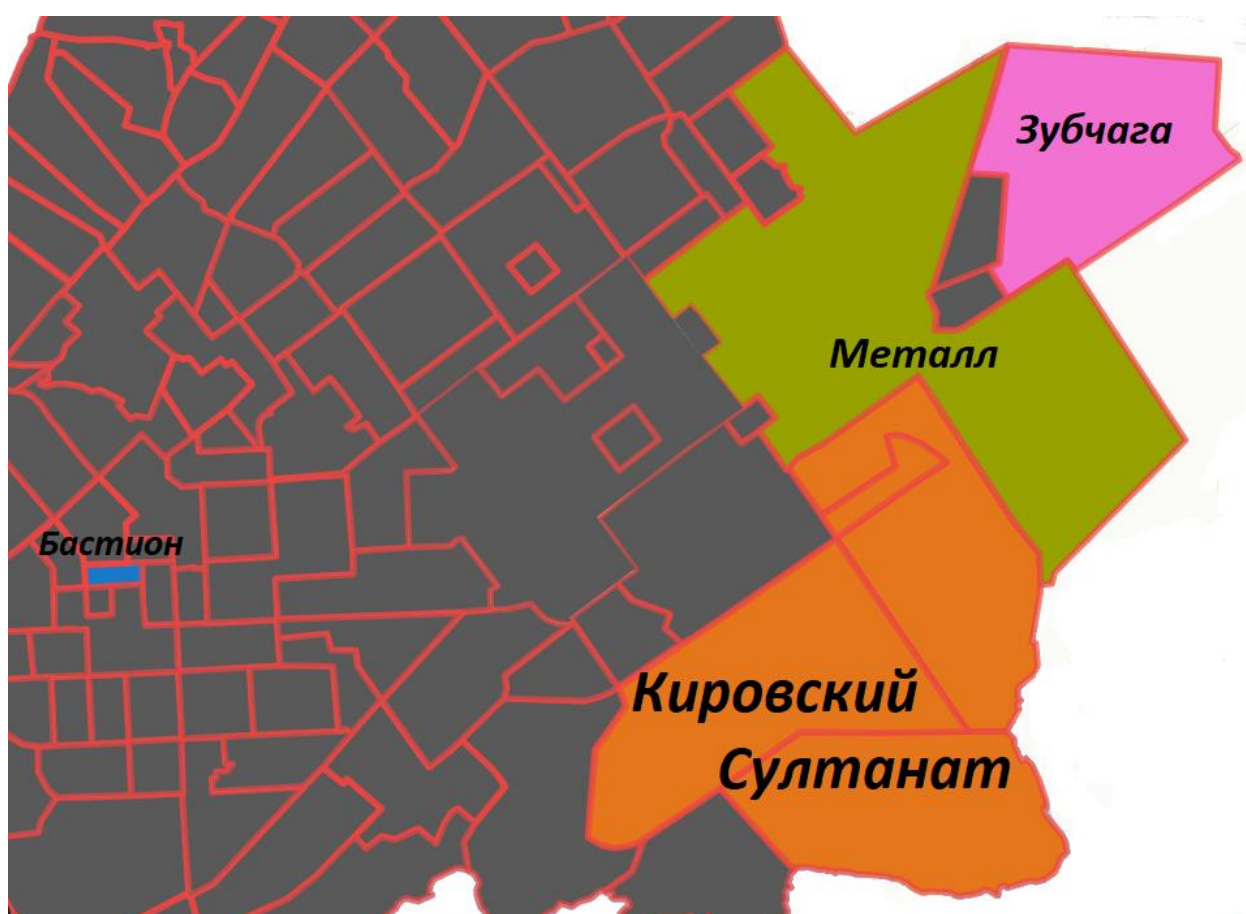 Зубчага
Металл
Бастион
Кировский
Султанат